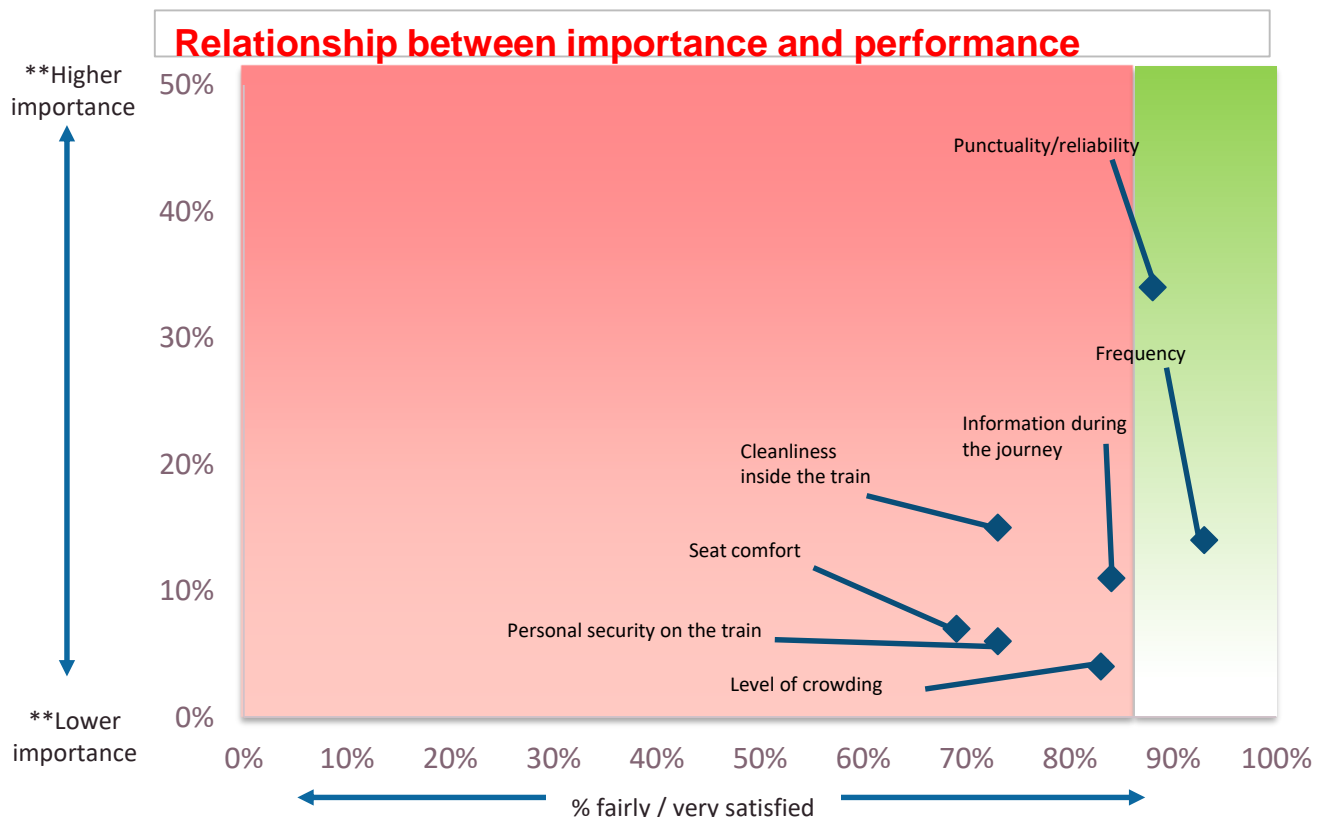 Relationship between importance and performance
**Higher
importance
50%
Punctuality/reliability
40%
30%
Frequency
Information during
the journey
Cleanliness
inside the train
20%
Seat comfort
10%
Personal security on the train
Level of crowding
0%
**Lower
importance
0% 10% 20% 30% 40% 50% 60% 70% 80% 90% 100%
% fairly / very satisfied